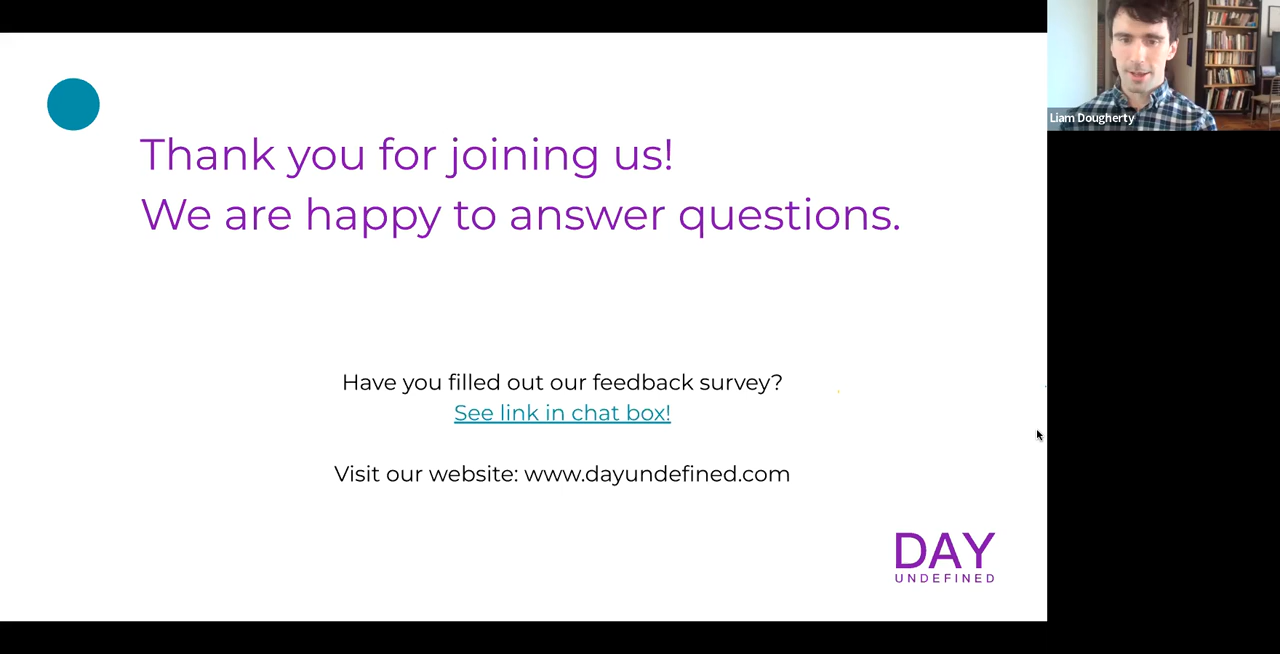 Thank you for joining us!
We are happy to answer questions.
Have you filled out our feedback survey?
See link in chat box!
Visit our website: www.dayundefined.com
DAY
UNDEFINED
Liam Dougherty